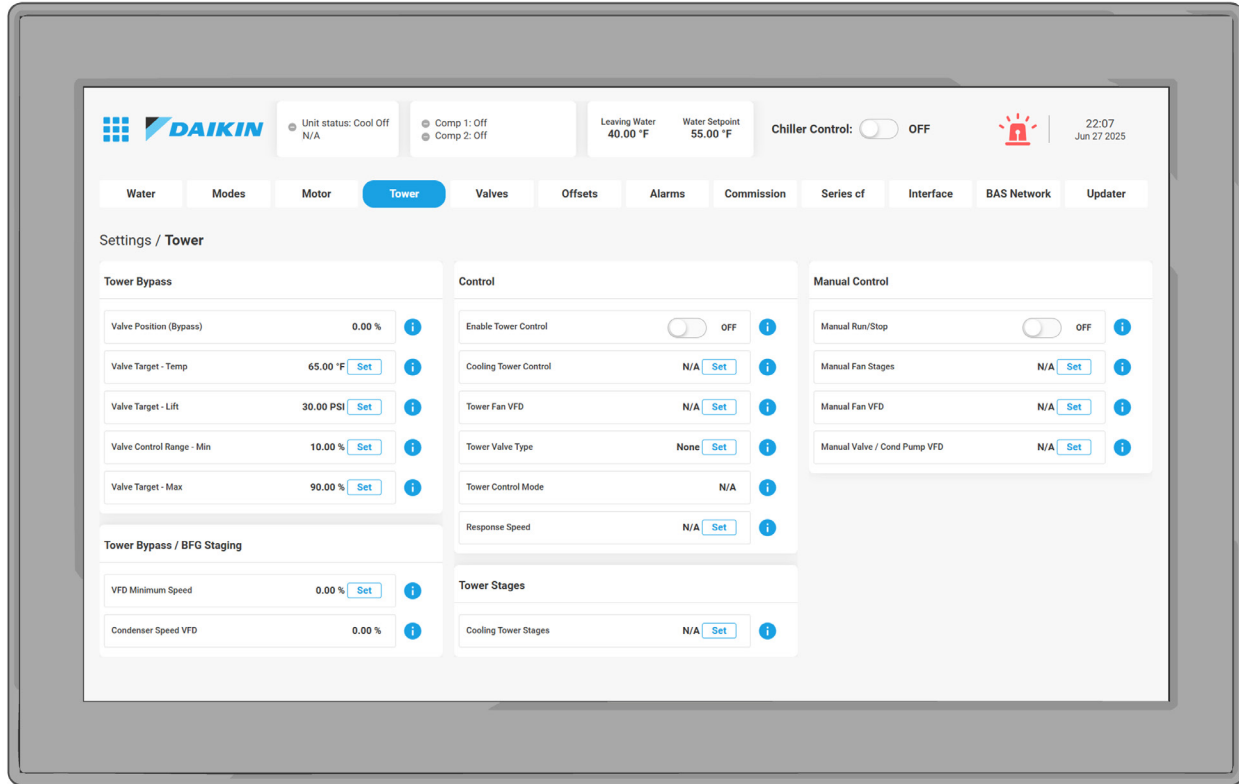 DAIKIN
Unit status: Cool Off
N/A
Comp 1: Off
Comp 2: Off
Leaving Water
40.00 °F
Water Setpoint
55.00 °F
Chiller Control: OFF
22:07
Jun 27 2025
Water Modes Motor Tower Valves Offsets Alarms Commission Series cf Interface BAS Network Updater
Settings / Tower
Tower Bypass
Valve Position (Bypass) 0.00 %
Valve Target - Temp 65.00 °F Set
Valve Target - Lift 30.00 PSI Set
Valve Control Range - Min 10.00 % Set
Valve Target - Max 90.00 % Set
Tower Bypass / BFG Staging
VFD Minimum Speed 0.00 % Set
Condenser Speed VFD 0.00 %
Control
Enable Tower Control OFF
Cooling Tower Control N/A Set
Tower Fan VFD N/A Set
Tower Valve Type None Set
Tower Control Mode N/A
Response Speed N/A Set
Tower Stages
Cooling Tower Stages N/A Set
Manual Control
Manual Run/Stop OFF
Manual Fan Stages N/A Set
Manual Fan VFD N/A Set
Manual Valve / Cond Pump VFD N/A Set